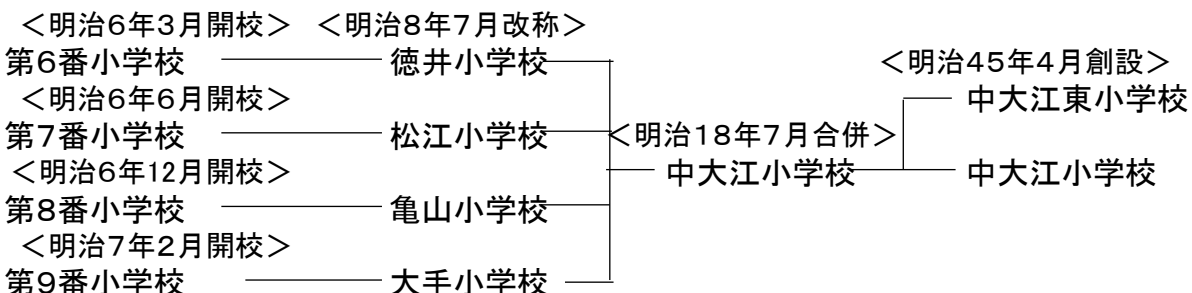 <明治6年3月開校> <明治8年7月改称>
第6番小学校 徳井小学校
<明治45年4月創設>
<明治6年6月開校>
中大江東小学校
第7番小学校 松江小学校
<明治18年7月合併>
<明治6年12月開校>
中大江小学校 中大江小学校
第8番小学校 亀山小学校
<明治7年2月開校>
第9番小学校 大手小学校